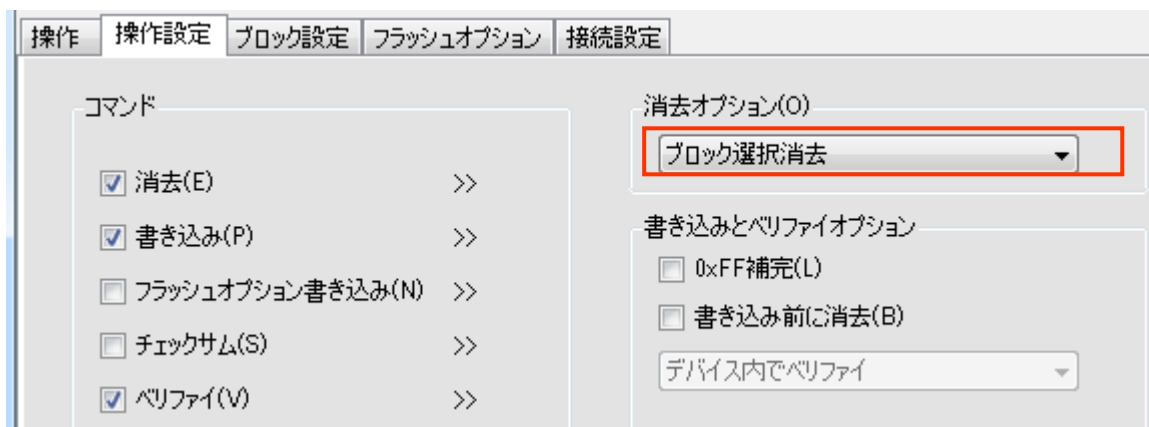 操作 操作設定 ブロック設定 フラッシュオプション 接続設定
コマンド
消去(E) >>
書き込み(P) >>
フラッシュオプション書き込み(N) >>
チェックサム(S) >>
ベリファイ(V) >>
消去オプション(O)
ブロック選択消去
書き込みとベリファイオプション
0xFF補完(L)
書き込み前に消去(B)
デバイス内でベリファイ